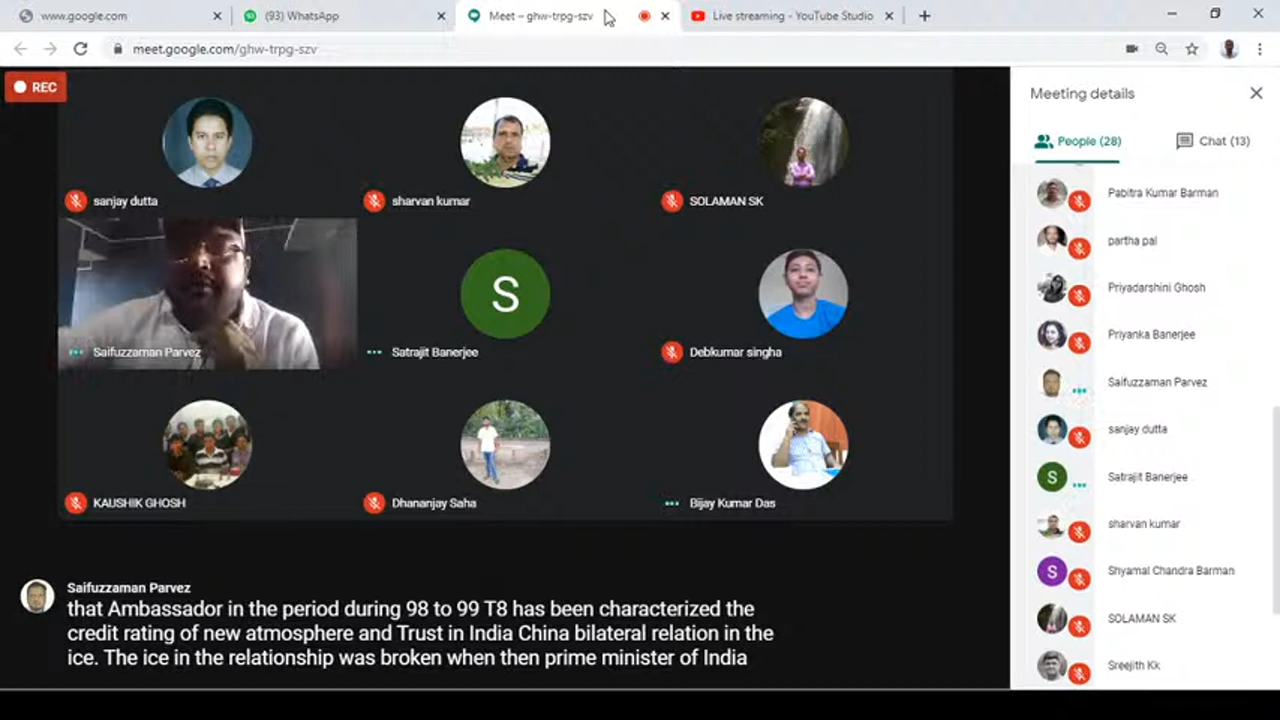 www.google.com
(93) WhatsApp
Meet – ghw-trpg-szv
Live streaming - YouTube Studio
meet.google.com/ghw-trpg-szv
REC
sanjay dutta
sharvan kumar
SOLAMAN SK
Saifuzzaman Parvez
S
Satrajit Banerjee
Debkumar singha
KAUSHIK GHOSH
Dhananjay Saha
Bijay Kumar Das
Saifuzzaman Parvez
that Ambassador in the period during 98 to 99 T8 has been characterized the
credit rating of new atmosphere and Trust in India China bilateral relation in the
ice. The ice in the relationship was broken when then prime minister of India
Meeting details
People (28)
Chat (13)
Pabitra Kumar Barman
partha pal
Priyadarshini Ghosh
Priyanka Banerjee
Saifuzzaman Parvez
sanjay dutta
S
Satrajit Banerjee
sharvan kumar
S
Shyamal Chandra Barman
SOLAMAN SK
Sreejith Kk